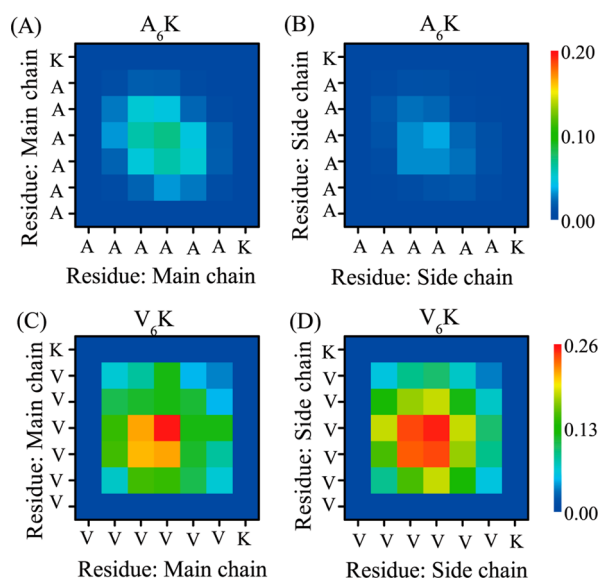 (A) A₆K
Residue: Main chain
K
A
A
A
A
A
A
A A A A A A K
Residue: Main chain
(B) A₆K
Residue: Side chain
K
A
A
A
A
A
A
A A A A A A K
Residue: Side chain
0.20
0.10
0.00
(C) V₆K
Residue: Main chain
K
V
V
V
V
V
V
V V V V V V K
Residue: Main chain
(D) V₆K
Residue: Side chain
K
V
V
V
V
V
V
V V V V V V K
Residue: Side chain
0.26
0.13
0.00